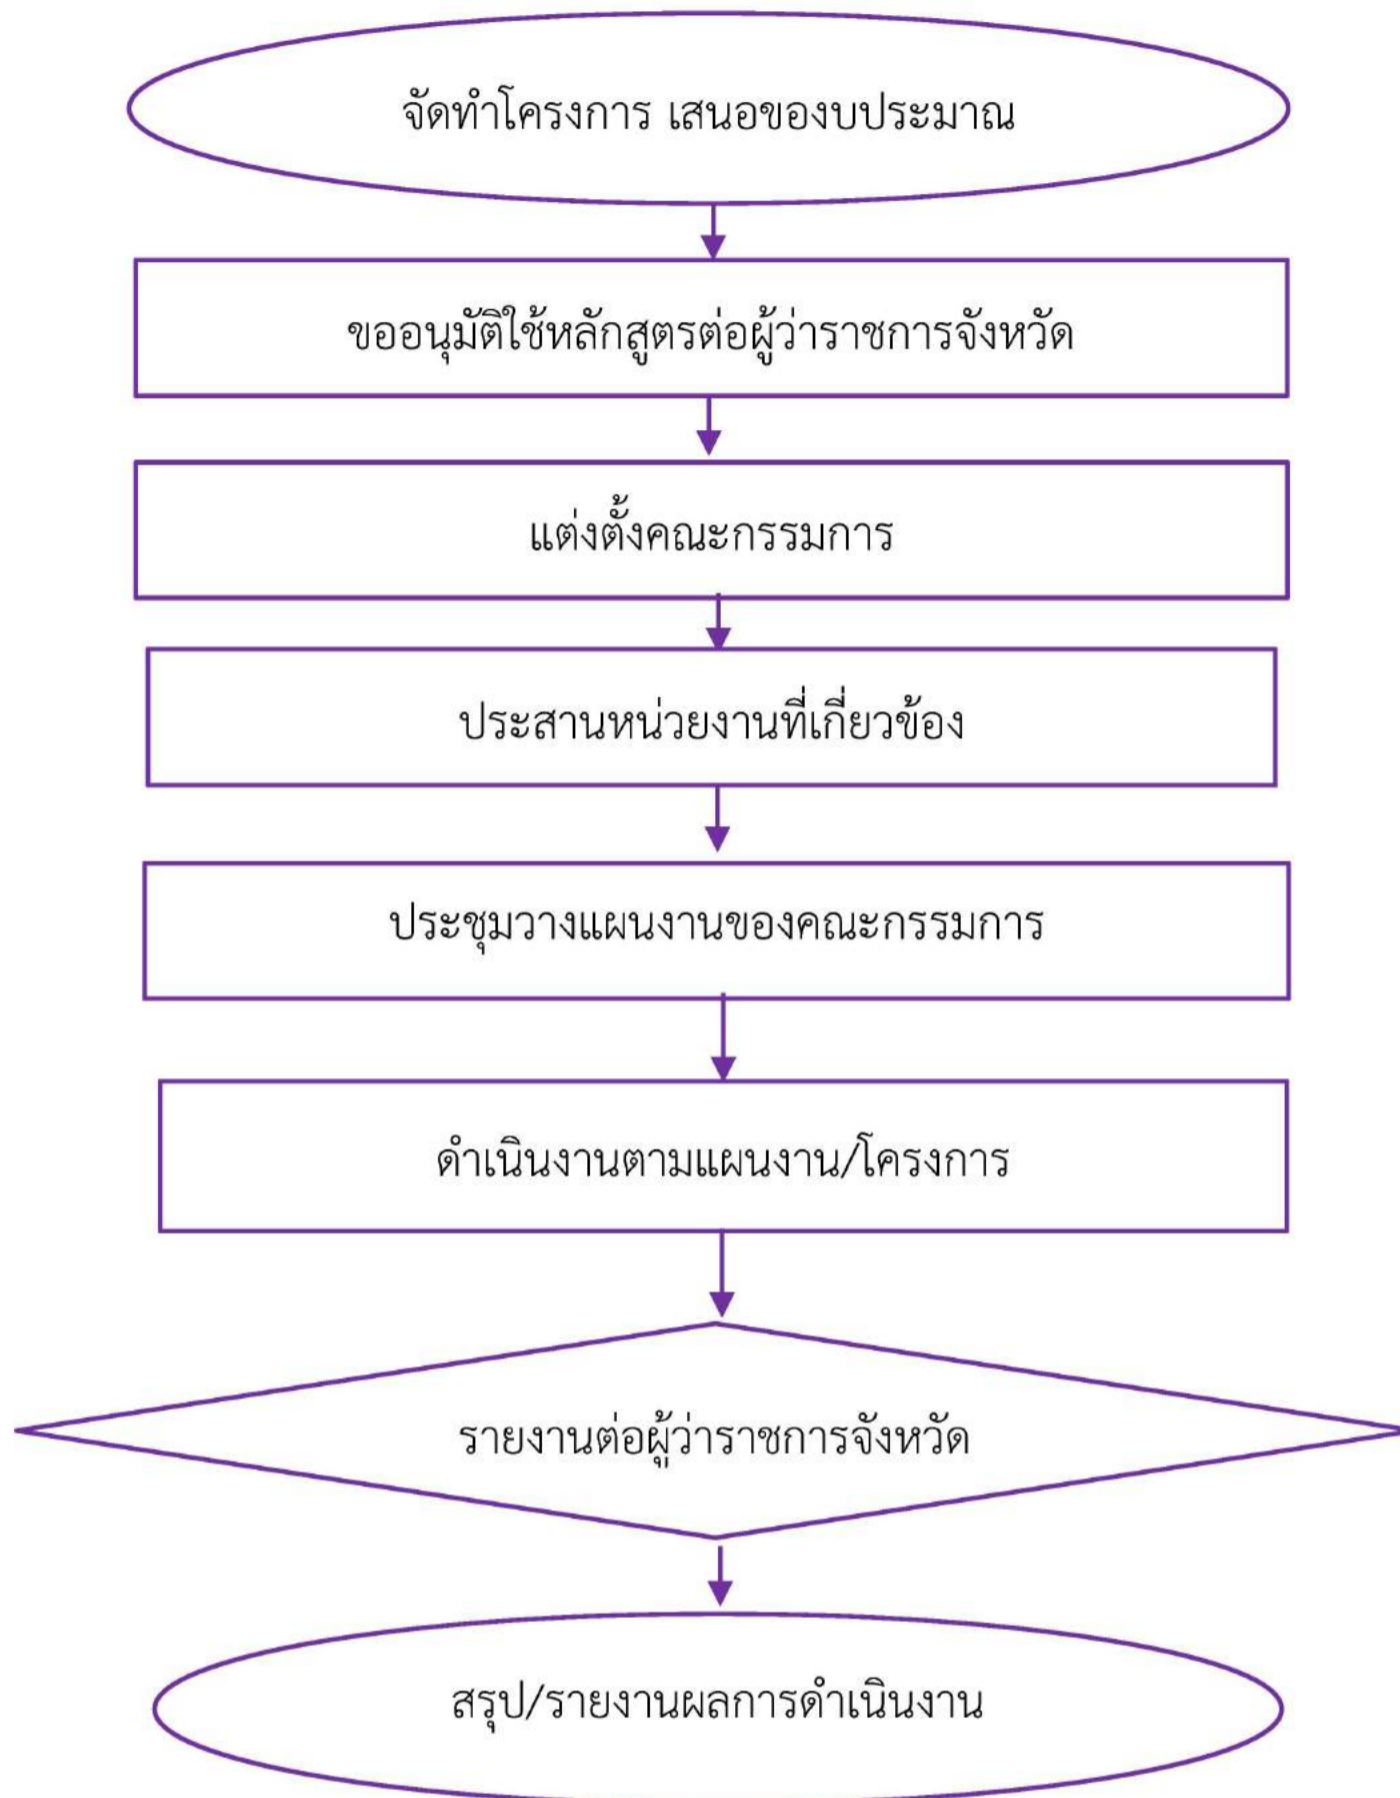 จัดทำโครงการ เสนอของบประมาณ
ขออนุมัติใช้หลักสูตรต่อผู้ว่าราชการจังหวัด
แต่งตั้งคณะกรรมการ
ประสานหน่วยงานที่เกี่ยวข้อง
ประชุมวางแผนงานของคณะกรรมการ
ดำเนินงานตามแผนงาน/โครงการ
รายงานต่อผู้ว่าราชการจังหวัด
สรุป/รายงานผลการดำเนินงาน